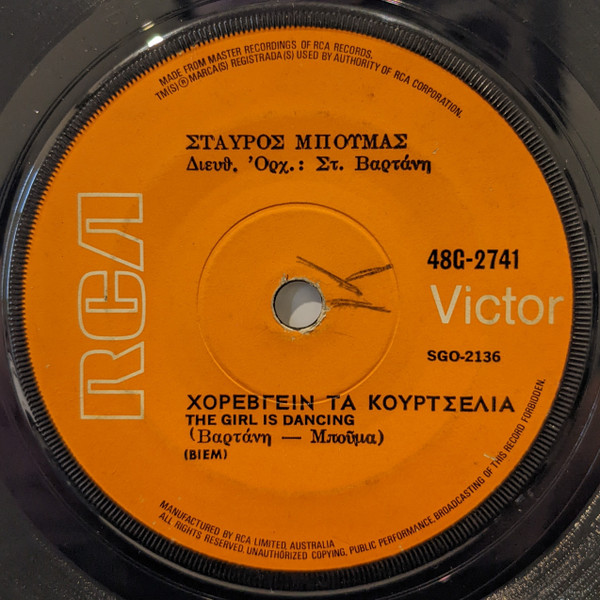 MADE FROM MASTER RECORDINGS OF RCA RECORDS.
TM(S)® MARCA(S) REGISTRADA(S) USED BY AUTHORITY OF RCA CORPORATION.
ΣΤΑΥΡΟΣ ΜΠΟΥΜΑΣ
Διευθ. Ὀρχ.: Στ. Βαρτάνη
RCA
48G-2741
Victor
SGO-2136
ΧΟΡΕΒΓΕΙΝ ΤΑ ΚΟΥΡΤΣΕΛΙΑ
THE GIRL IS DANCING
(Βαρτάνη — Μποῦμα)
(BIEM)
MANUFACTURED BY RCA LIMITED, AUSTRALIA
ALL RIGHTS RESERVED. UNAUTHORIZED COPYING, PUBLIC PERFORMANCE, BROADCASTING OF THIS RECORD FORBIDDEN.